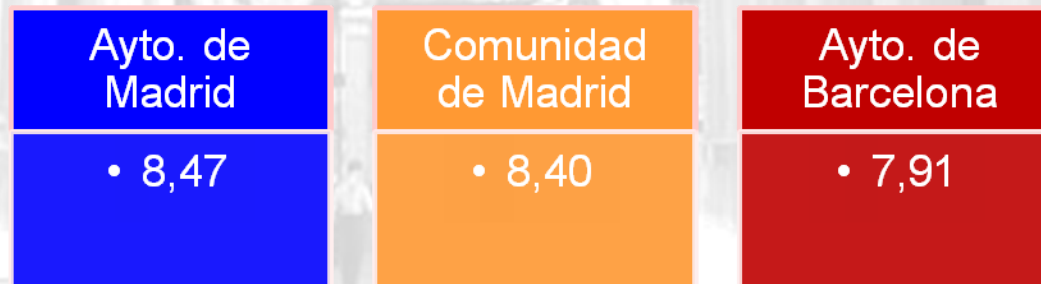 Ayto. de
Madrid
• 8,47
Comunidad
de Madrid
• 8,40
Ayto. de
Barcelona
• 7,91